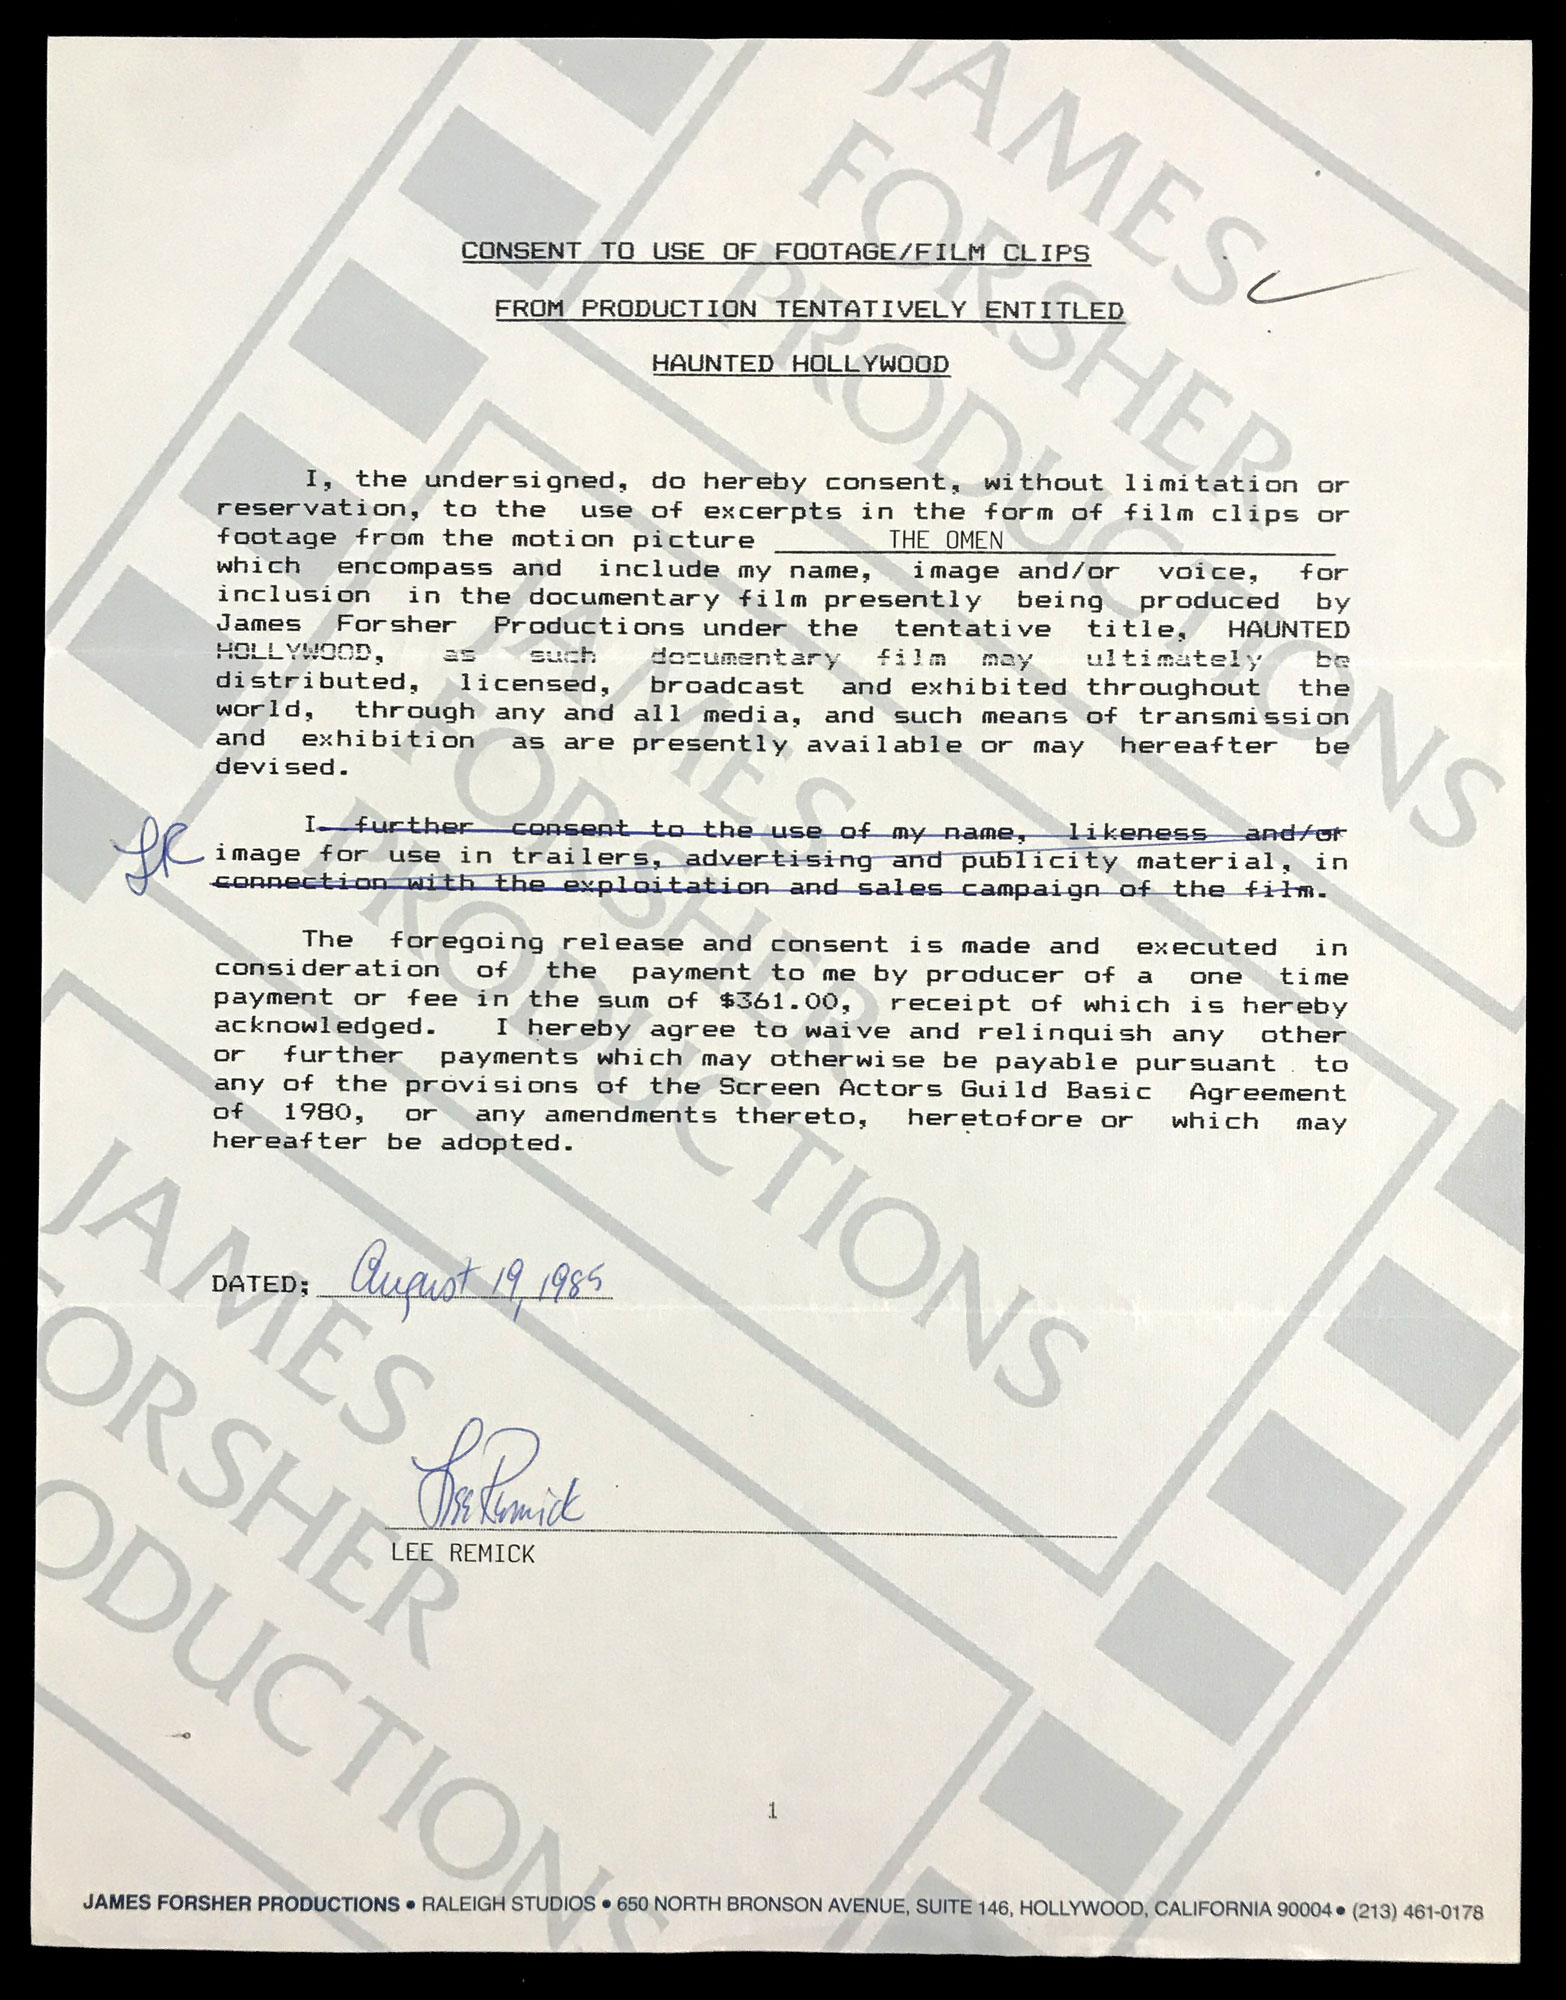 CONSENT TO USE OF FOOTAGE/FILM CLIPS
FROM PRODUCTION TENTATIVELY ENTITLED
HAUNTED HOLLYWOOD
I, the undersigned, do hereby consent, without limitation or
reservation, to the use of excerpts in the form of film clips or
footage from the motion picture THE OMEN
which encompass and include my name, image and/or voice, for
inclusion in the documentary film presently being produced by
James Forsher Productions under the tentative title, HAUNTED
HOLLYWOOD, as such documentary film may ultimately be
distributed, licensed, broadcast and exhibited throughout the
world, through any and all media, and such means of transmission
and exhibition as are presently available or may hereafter be
devised.
I further consent to the use of my name, likeness and/or
LR image for use in trailers, advertising and publicity material, in
connection with the exploitation and sales campaign of the film.
The foregoing release and consent is made and executed in
consideration of the payment to me by producer of a one time
payment or fee in the sum of $361.00, receipt of which is hereby
acknowledged. I hereby agree to waive and relinquish any other
or further payments which may otherwise be payable pursuant to
any of the provisions of the Screen Actors Guild Basic Agreement
of 1980, or any amendments thereto, heretofore or which may
hereafter be adopted.
DATED; August 19, 1985
Lee Remick
LEE REMICK
1
JAMES FORSHER PRODUCTIONS • RALEIGH STUDIOS • 650 NORTH BRONSON AVENUE, SUITE 146, HOLLYWOOD, CALIFORNIA 90004 • (213) 461-0178
JAMES
FORSHER
PRODUCTIONS
JAMES
FORSHER
PRODUCTIONS
JAMES
FORSHER
PRODUCTIONS